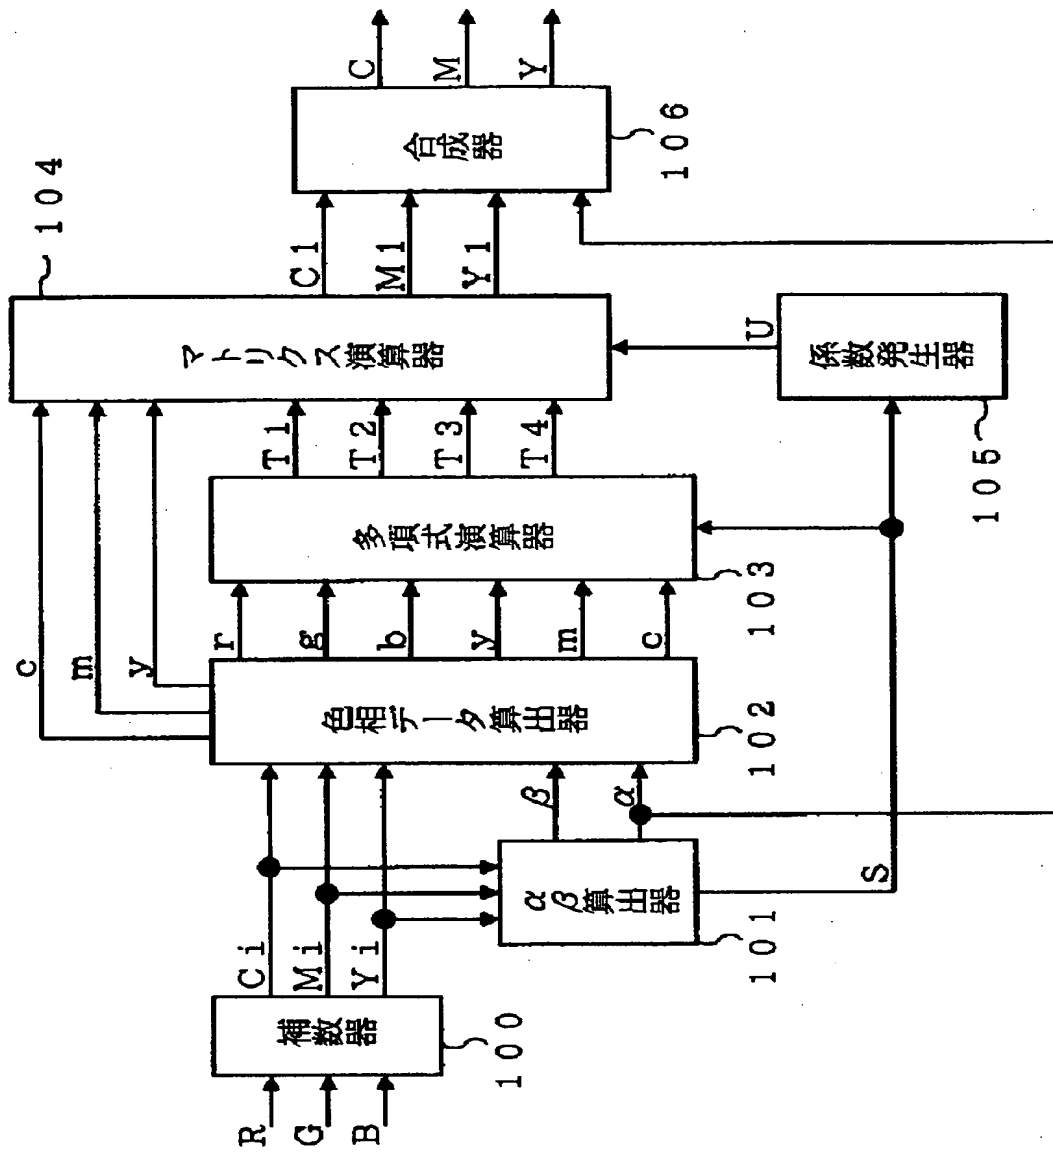 R
G
B
補数器
100
Ci
Mi
Yi
αβ算出器
101
β
α
S
色相データ算出器
102
c
m
y
r
g
b
y
m
c
多項式演算器
103
T1
T2
T3
T4
マトリクス演算器
104
係数発生器
105
U
C1
M1
Y1
合成器
106
C
M
Y